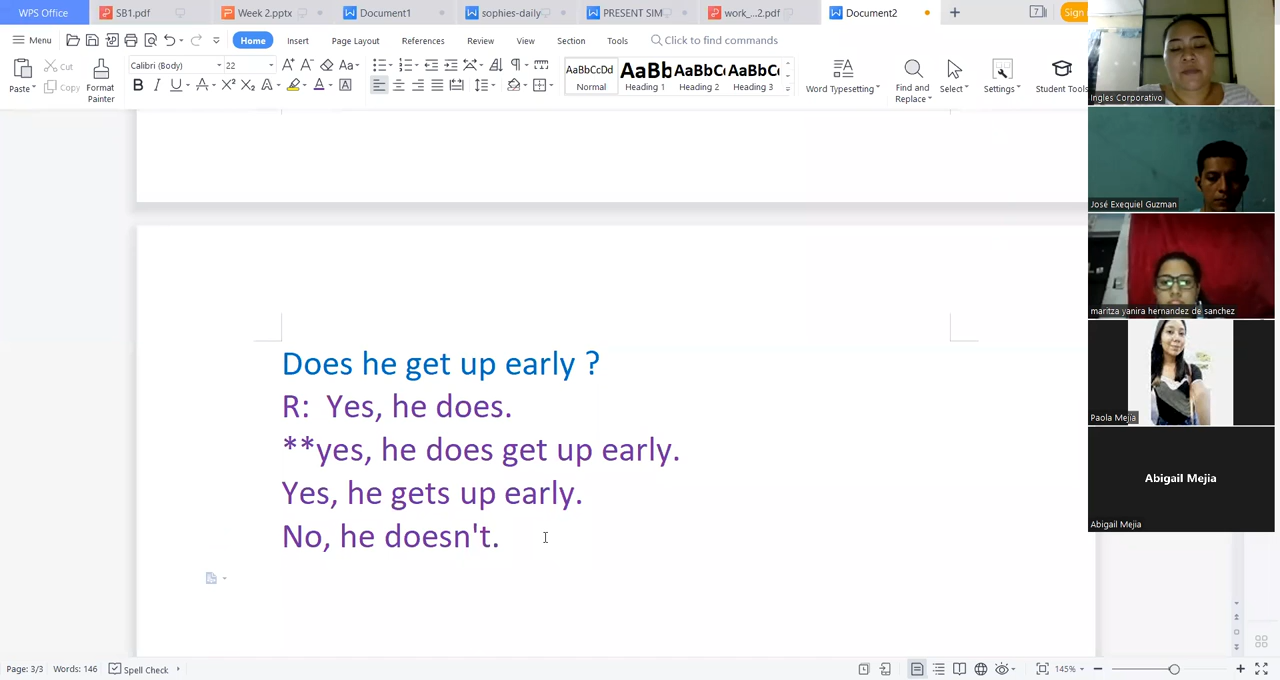 WPS Office
SB1.pdf
Week 2.pptx
Document1
sophies-daily
PRESENT SIM
work_...2.pdf
Document2
Sign
Menu
Home
Insert
Page Layout
References
Review
View
Section
Tools
Click to find commands
Paste
Cut
Copy
Format
Painter
Calibri (Body)
22
AaBbCcDd
Normal
AaBb
Heading 1
AaBbCc
Heading 2
AaBbCc
Heading 3
Word Typesetting
Find and
Replace
Select
Settings
Student Tools
Ingles Corporativo
José Exequiel Guzman
maritza yanira hernandez de sanchez
Paola Mejia
Abigail Mejia
Abigail Mejia
Does he get up early ?
R: Yes, he does.
**yes, he does get up early.
Yes, he gets up early.
No, he doesn't.
Page: 3/3
Words: 146
Spell Check
145%